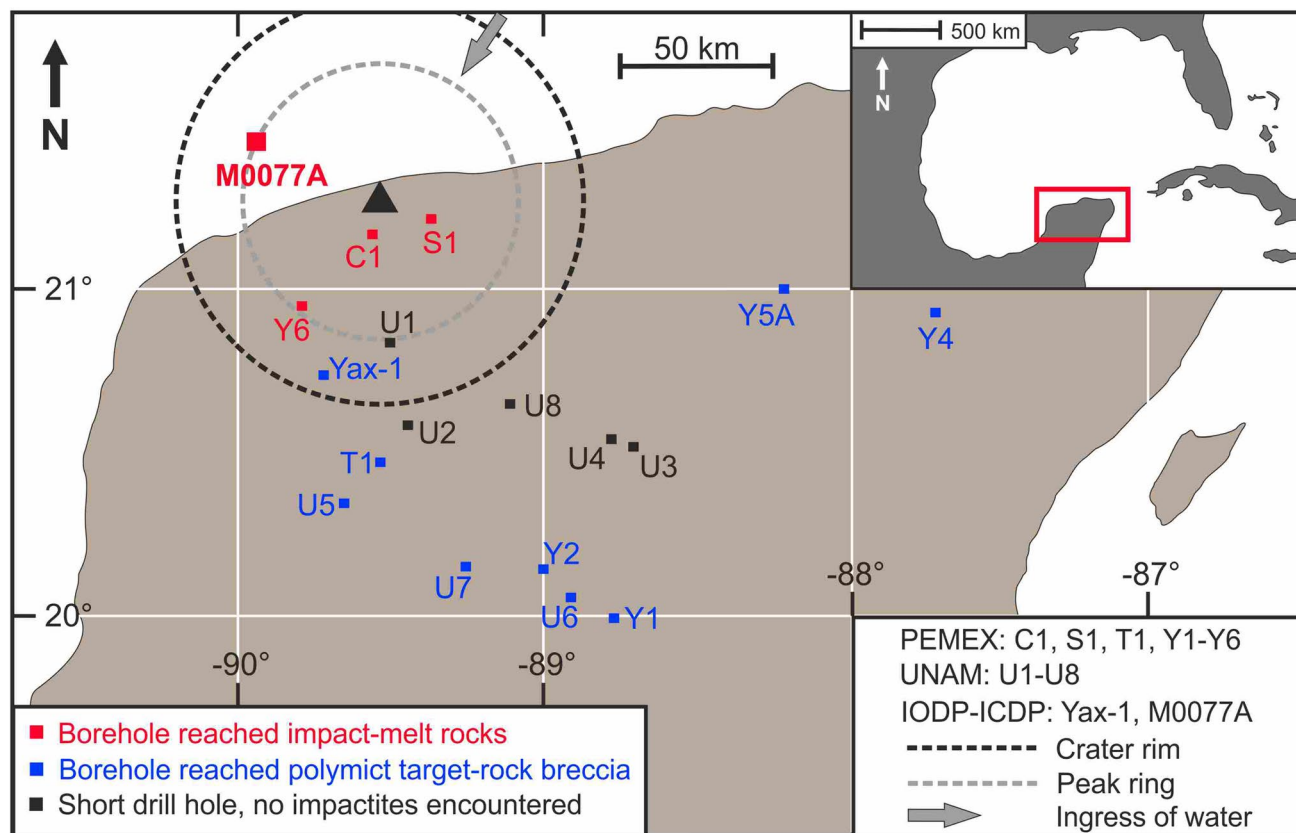 50 km
500 km
N
N
M0077A
S1
C1
21°
Y6
U1
Y5A
Y4
Yax-1
U8
U2
U4
U3
T1
U5
Y2
U7
U6
Y1
20°
-90°
-89°
-88°
-87°
Borehole reached impact-melt rocks
Borehole reached polymict target-rock breccia
Short drill hole, no impactites encountered
PEMEX: C1, S1, T1, Y1-Y6
UNAM: U1-U8
IODP-ICDP: Yax-1, M0077A
Crater rim
Peak ring
Ingress of water